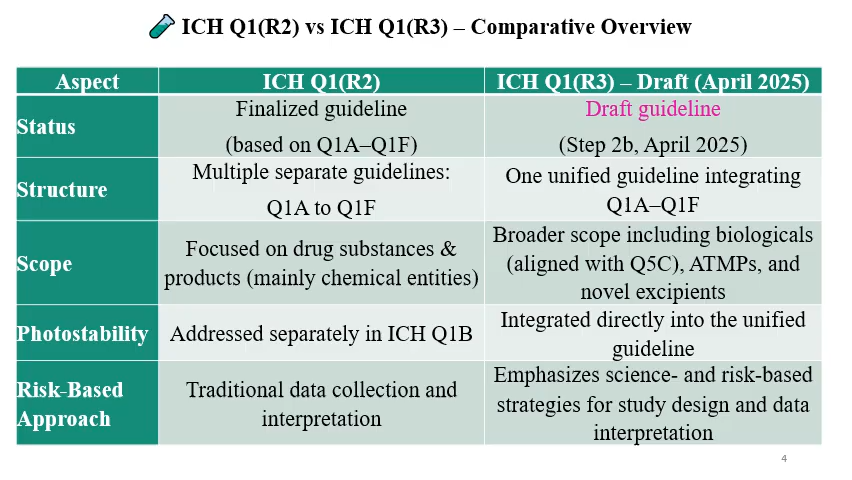 ICH Q1(R2) vs ICH Q1(R3) – Comparative Overview
Aspect
ICH Q1(R2)
ICH Q1(R3) – Draft (April 2025)
Status
Finalized guideline
(based on Q1A–Q1F)
Draft guideline
(Step 2b, April 2025)
Structure
Multiple separate guidelines:
Q1A to Q1F
One unified guideline integrating
Q1A–Q1F
Scope
Focused on drug substances &
products (mainly chemical entities)
Broader scope including biologicals
(aligned with Q5C), ATMPs, and
novel excipients
Photostability
Addressed separately in ICH Q1B
Integrated directly into the unified
guideline
Risk-Based
Approach
Traditional data collection and
interpretation
Emphasizes science- and risk-based
strategies for study design and data
interpretation
4